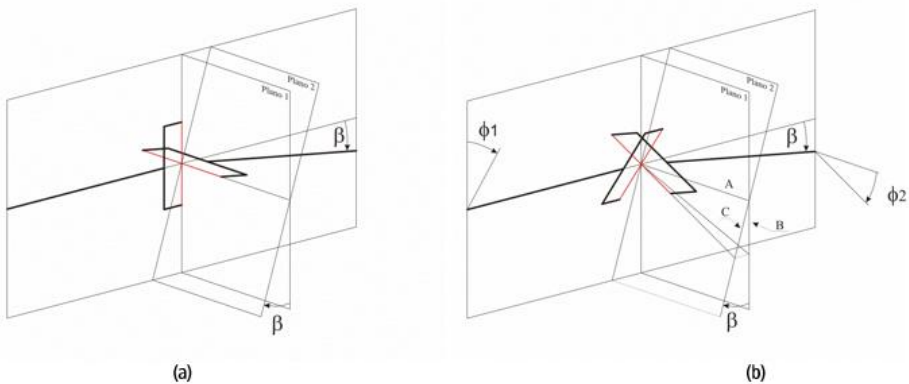 Plano 2
Plano 1
β
β
(a)
ϕ1
Plano 2
Plano 1
β
A
ϕ2
C
B
β
(b)